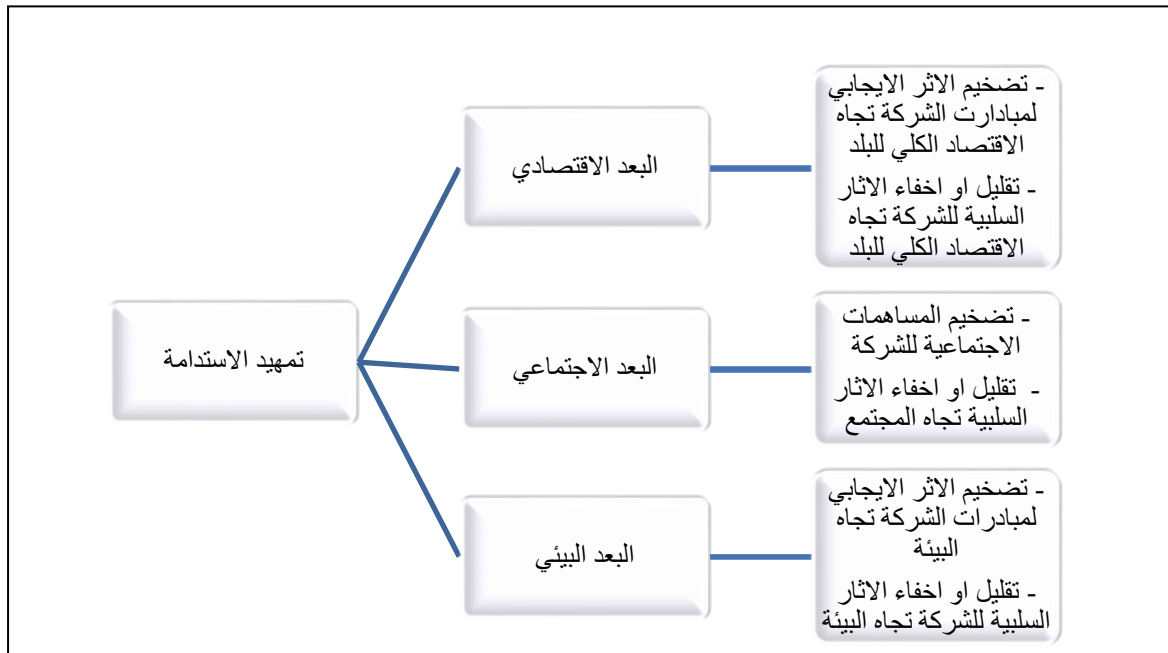 تمهيد الاستدامة
البعد الاقتصادي
- تضخيم الاثر الايجابي
لمبادارت الشركة تجاه
الاقتصاد الكلي للبلد
- تقليل او اخفاء الاثار
السلبية للشركة تجاه
الاقتصاد الكلي للبلد
البعد الاجتماعي
- تضخيم المساهمات
الاجتماعية للشركة
- تقليل او اخفاء الاثار
السلبية تجاه المجتمع
البعد البيئي
- تضخيم الاثر الايجابي
لمبادرات الشركة تجاه
البيئة
- تقليل او اخفاء الاثار
السلبية للشركة تجاه البيئة